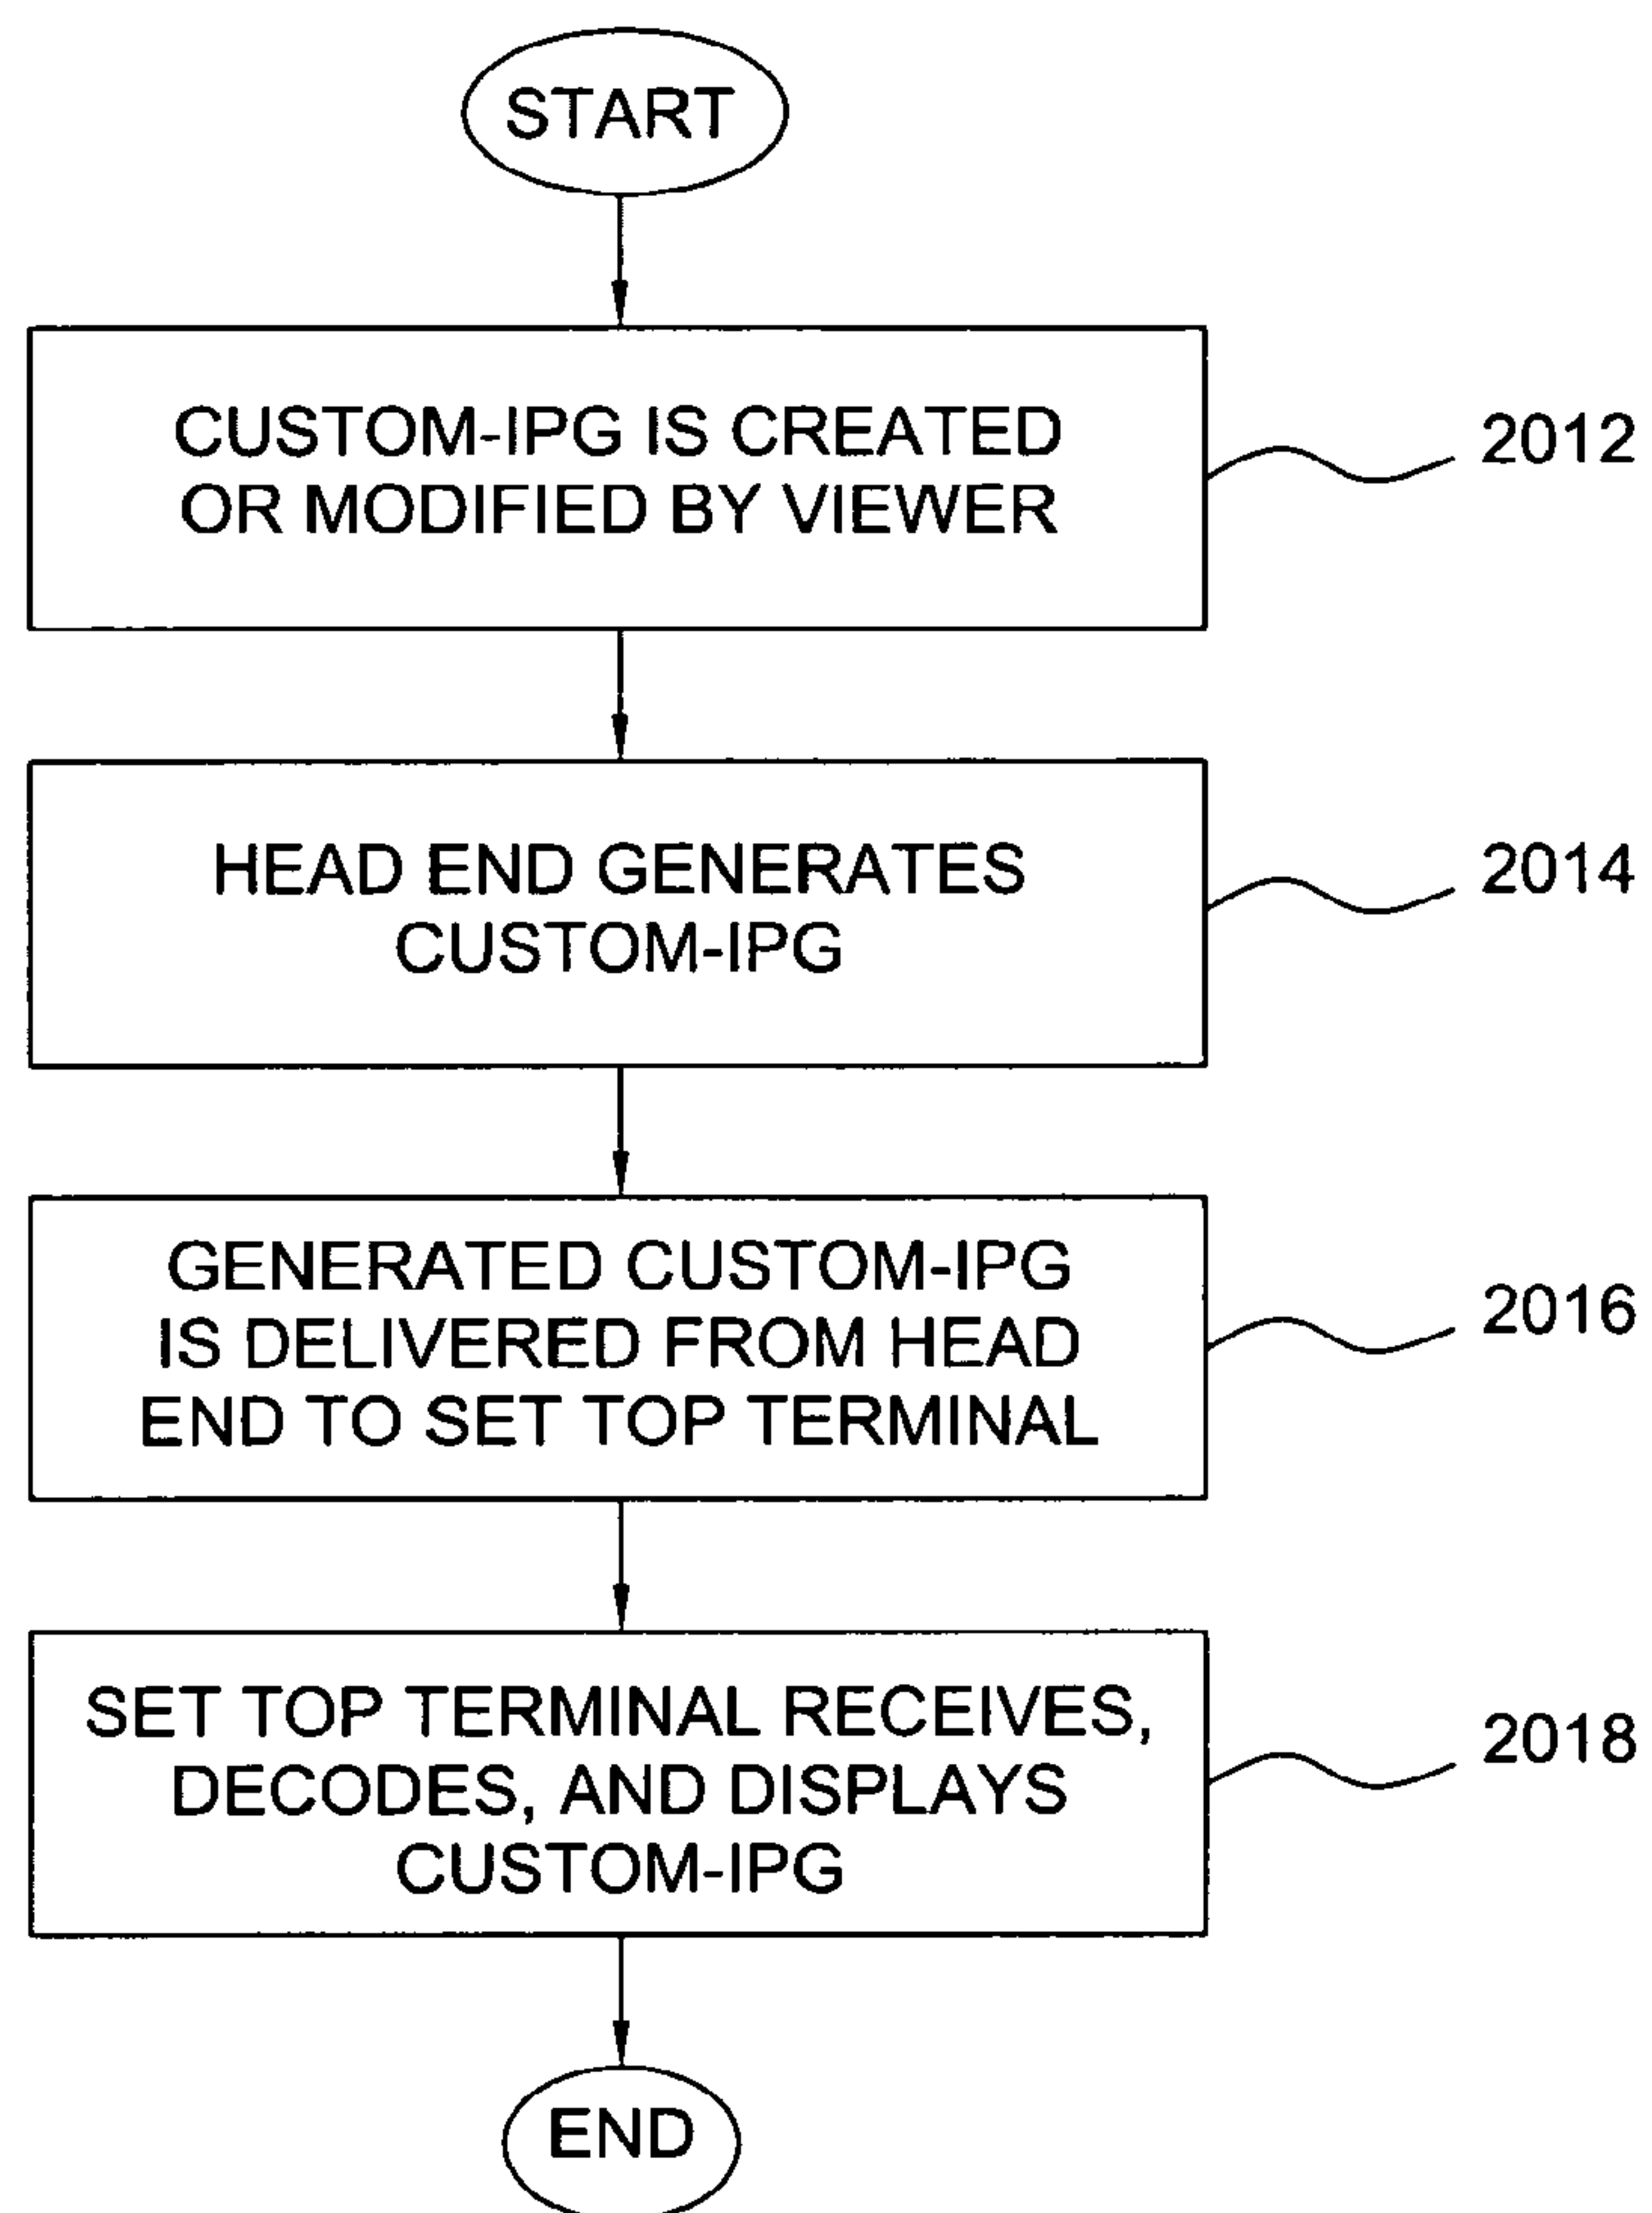 START
CUSTOM-IPG IS CREATED
OR MODIFIED BY VIEWER
2012
HEAD END GENERATES
CUSTOM-IPG
2014
GENERATED CUSTOM-IPG
IS DELIVERED FROM HEAD
END TO SET TOP TERMINAL
2016
SET TOP TERMINAL RECEIVES,
DECODES, AND DISPLAYS
CUSTOM-IPG
2018
END